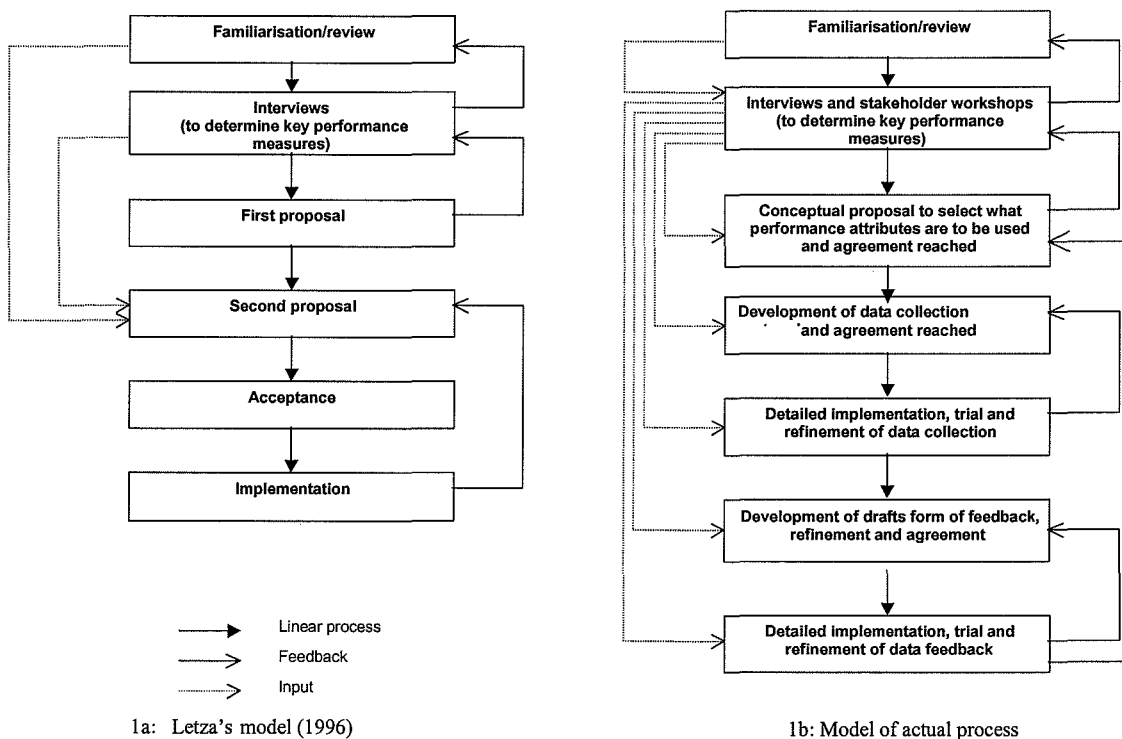 Familiarisation/review
Interviews
(to determine key performance
measures)
First proposal
Second proposal
Acceptance
Implementation
Linear process
Feedback
Input
1a: Letza's model (1996)
Familiarisation/review
Interviews and stakeholder workshops
(to determine key performance
measures)
Conceptual proposal to select what
performance attributes are to be used
and agreement reached
Development of data collection
and agreement reached
Detailed implementation, trial and
refinement of data collection
Development of drafts form of feedback,
refinement and agreement
Detailed implementation, trial and
refinement of data feedback
1b: Model of actual process